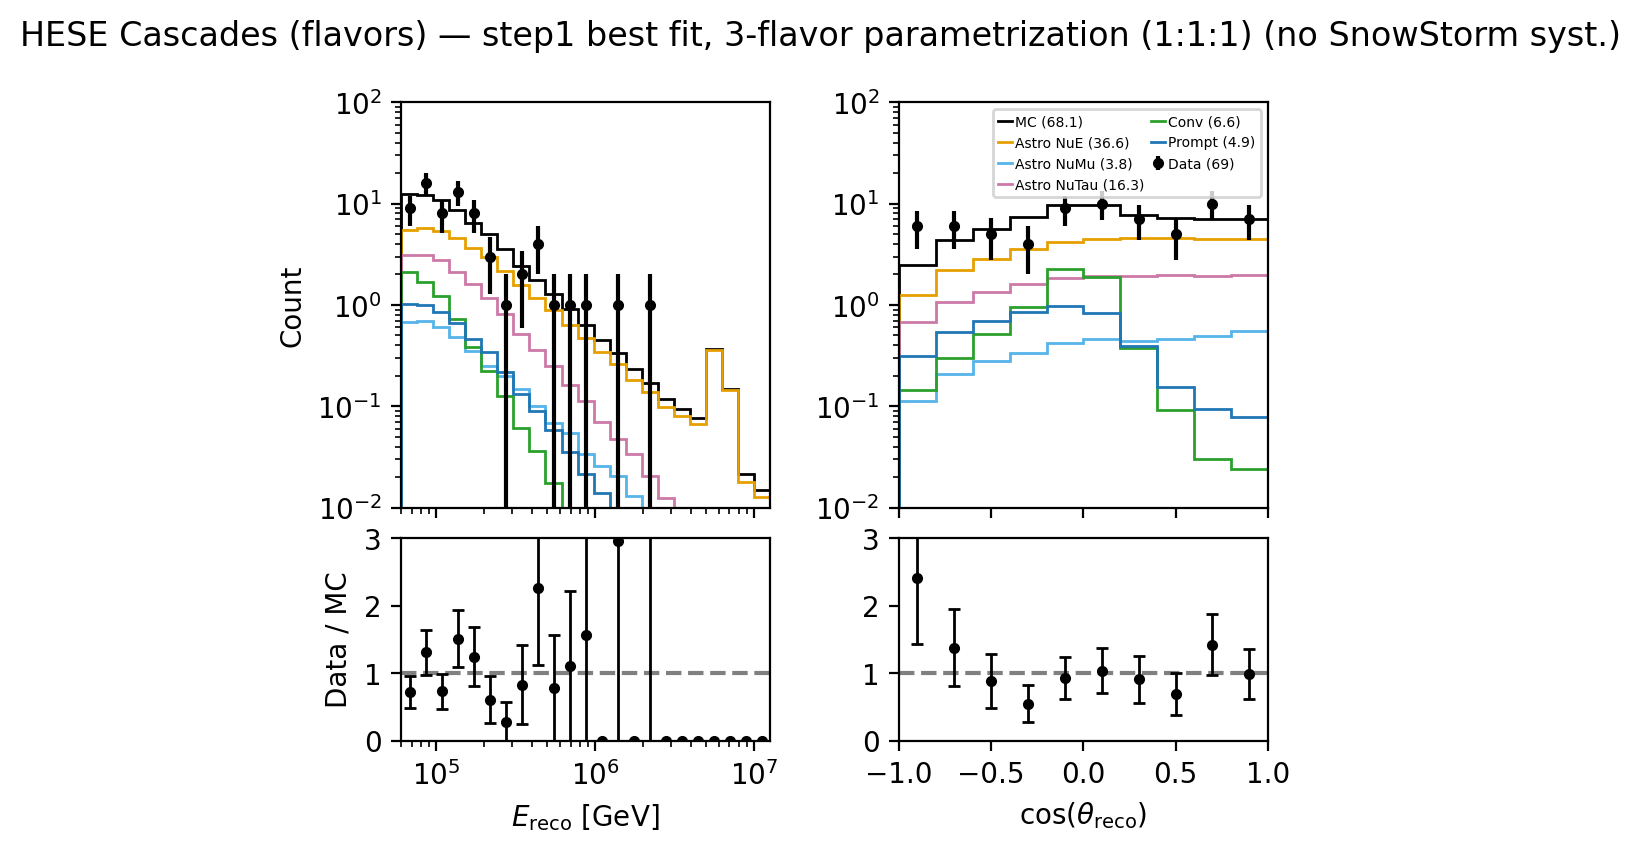 HESE Cascades (flavors) — step1 best fit, 3-flavor parametrization (1:1:1) (no SnowStorm syst.)
Count
10²
10¹
10⁰
10⁻¹
10⁻²
10²
10¹
10⁰
10⁻¹
10⁻²
MC (68.1)
Astro NuE (36.6)
Astro NuMu (3.8)
Astro NuTau (16.3)
Conv (6.6)
Prompt (4.9)
Data (69)
Data / MC
3
2
1
0
10⁵ 10⁶ 10⁷
E_reco [GeV]
3
2
1
0
−1.0 −0.5 0.0 0.5 1.0
cos(θ_reco)